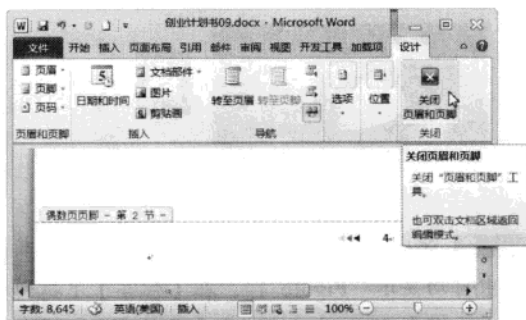 创业计划书09.docx - Microsoft Word
文件 开始 插入 页面布局 引用 邮件 审阅 视图 开发工具 加载项 设计
页眉
页脚
页码
页眉和页脚
5
日期和时间
文档部件
图片
剪贴画
插入
转至页眉 转至页脚
导航
选项
位置
关闭
页眉和页脚
关闭
关闭页眉和页脚
关闭“页眉和页脚”工
具。
也可双击文档区域返回
编辑模式。
偶数页页脚 - 第 2 节 -
4
字数: 8,645 英语(美国) 插入 100%